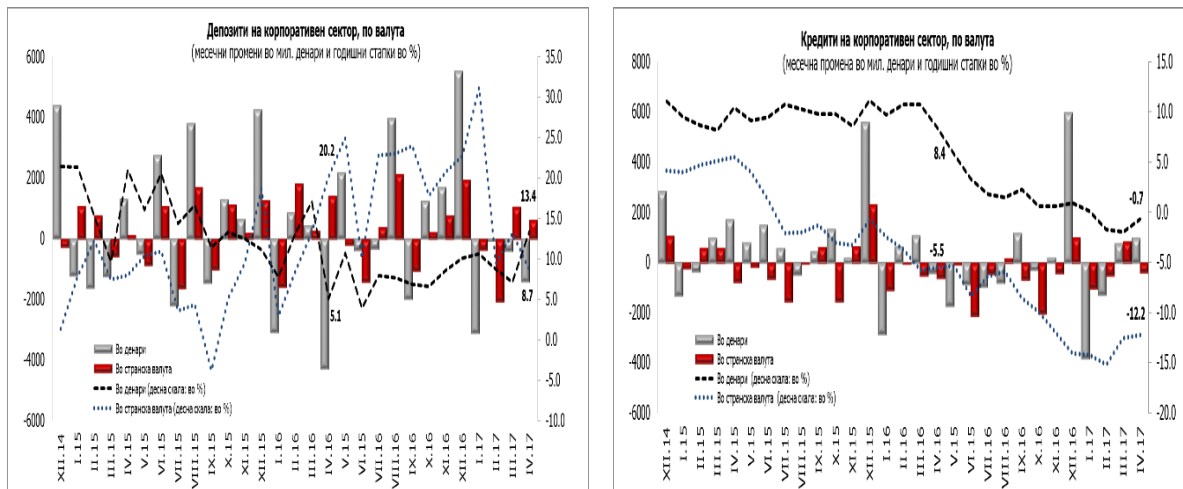 Депозити на корпоративен сектор, по валута
(месечни промени во мил. денари и годишни стапки во %)
6000
4000
2000
0
-2000
-4000
-6000
35.0
30.0
25.0
20.0
15.0
10.0
5.0
0.0
-5.0
-10.0
20.2
13.4
5.1
8.7
Во денари
Во странска валута
Во денари (десна скала: во %)
Во странска валута (десна скала: во %)
XII.14
I.15
II.15
III.15
IV.15
V.15
VI.15
VII.15
VIII.15
IX.15
X.15
XI.15
XII.15
I.16
II.16
III.16
IV.16
V.15
VI.15
VII.16
VIII.16
IX.16
X.16
XI.16
XII.16
I.17
II.17
III.17
IV.17
Кредити на корпоративен сектор, по валута
(месечна промена во мил. денари и годишни стапки во %)
8000
6000
4000
2000
0
-2000
-4000
-6000
15.0
10.0
5.0
0.0
-5.0
-10.0
-15.0
-20.0
8.4
-0.7
-5.5
-12.2
Во денари
Во странска валута
Во денари (десна скала: во %)
Во странска валута (десна скала: во %)
XII.14
I.15
II.15
III.15
IV.15
V.15
VI.15
VII.15
VIII.15
IX.15
X.15
XI.15
XII.15
I.16
II.16
III.16
IV.16
V.15
VI.15
VII.16
VIII.16
IX.16
X.16
XI.16
XII.16
I.17
II.17
III.17
IV.17